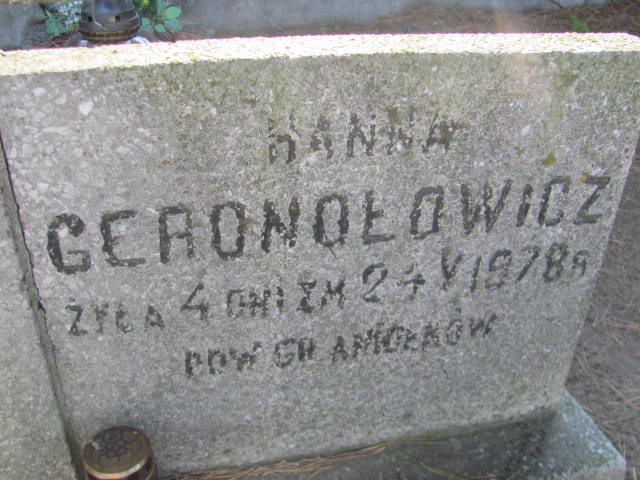 HANNA
GERONOŁOWICZ
ŻYŁA 4 DNI ZM 24 V 1978 R
POW GR ANIOŁKÓW